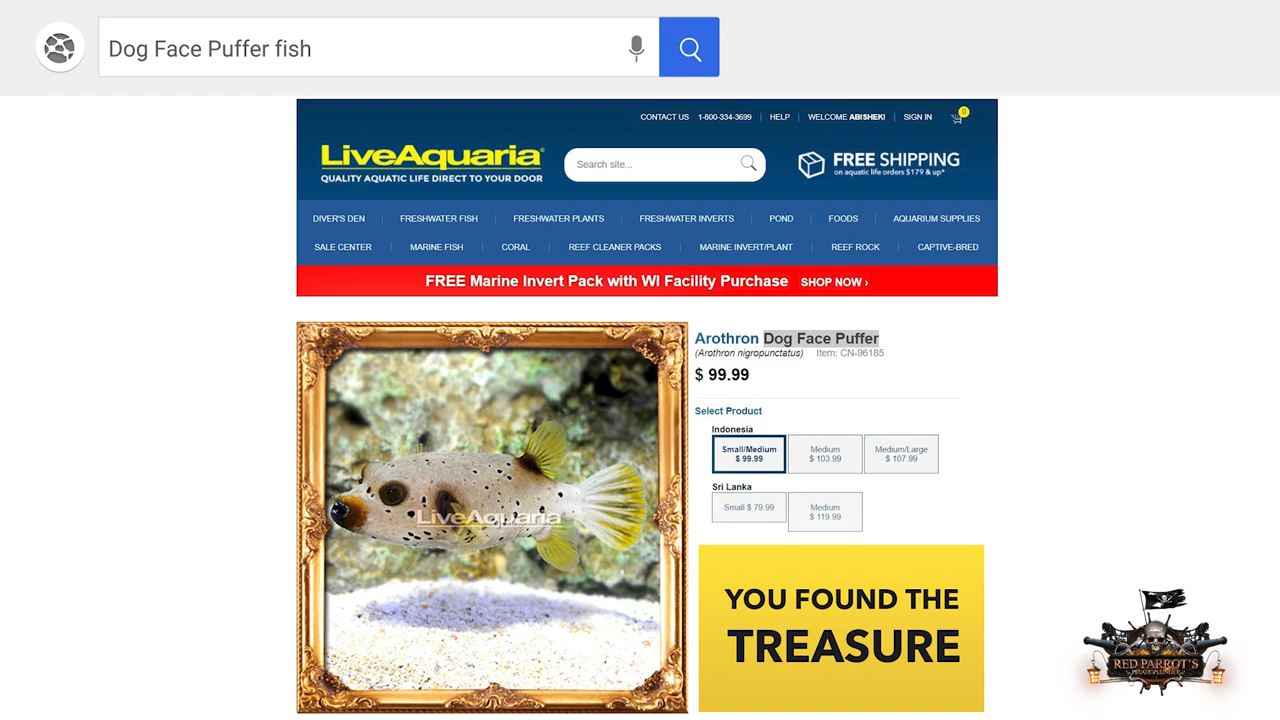 Dog Face Puffer fish
CONTACT US 1-800-334-3699 | HELP | WELCOME ABISHEK! | SIGN IN 0
LiveAquaria®
QUALITY AQUATIC LIFE DIRECT TO YOUR DOOR
Search site...
FREE SHIPPING
on aquatic life orders $179 & up*
DIVER'S DEN | FRESHWATER FISH | FRESHWATER PLANTS | FRESHWATER INVERTS | POND | FOODS | AQUARIUM SUPPLIES
SALE CENTER | MARINE FISH | CORAL | REEF CLEANER PACKS | MARINE INVERT/PLANT | REEF ROCK | CAPTIVE-BRED
FREE Marine Invert Pack with WI Facility Purchase SHOP NOW ›
Arothron Dog Face Puffer
(Arothron nigropunctatus) Item: CN-96185
$ 99.99
Select Product
Indonesia
Small/Medium
$ 99.99
Medium
$ 103.99
Medium/Large
$ 107.99
Sri Lanka
Small $ 79.99
Medium
$ 119.99
LiveAquaria
YOU FOUND THE
TREASURE
RED PARROT'S
PIRATE PLUNDER